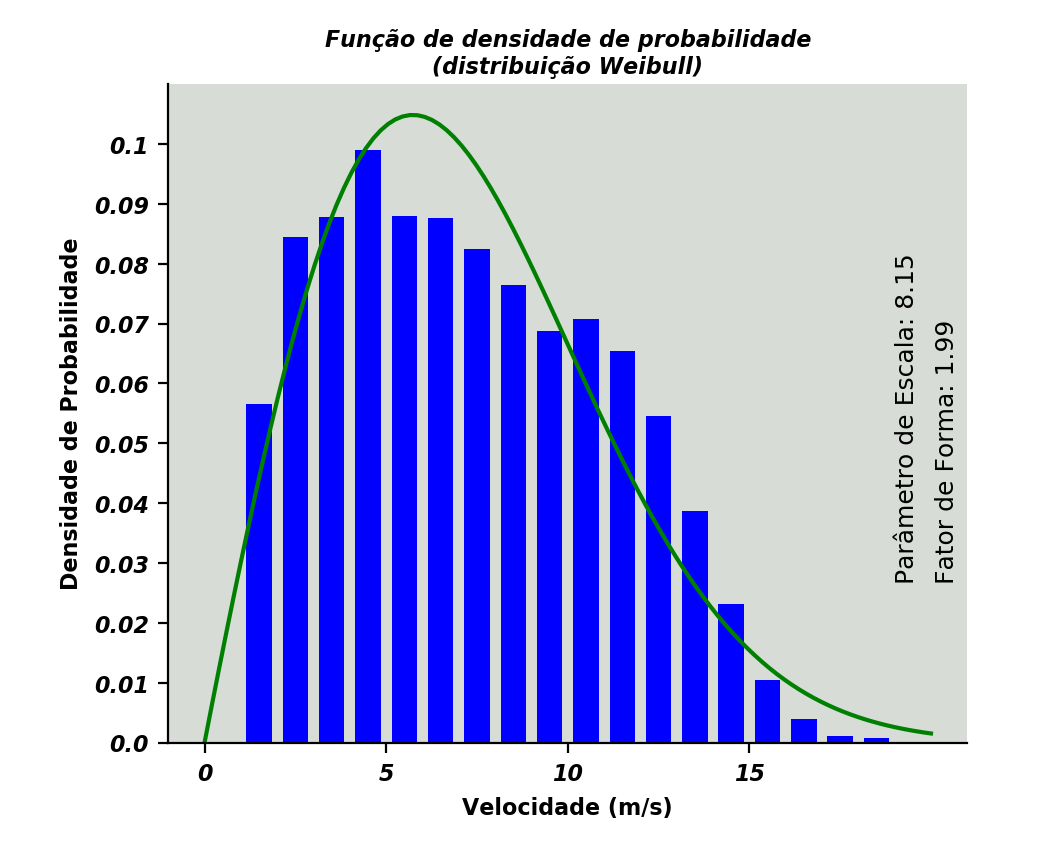 Função de densidade de probabilidade
(distribuição Weibull)
Densidade de Probabilidade
0.1
0.09
0.08
0.07
0.06
0.05
0.04
0.03
0.02
0.01
0.0
0 5 10 15
Velocidade (m/s)
Parâmetro de Escala: 8.15
Fator de Forma: 1.99